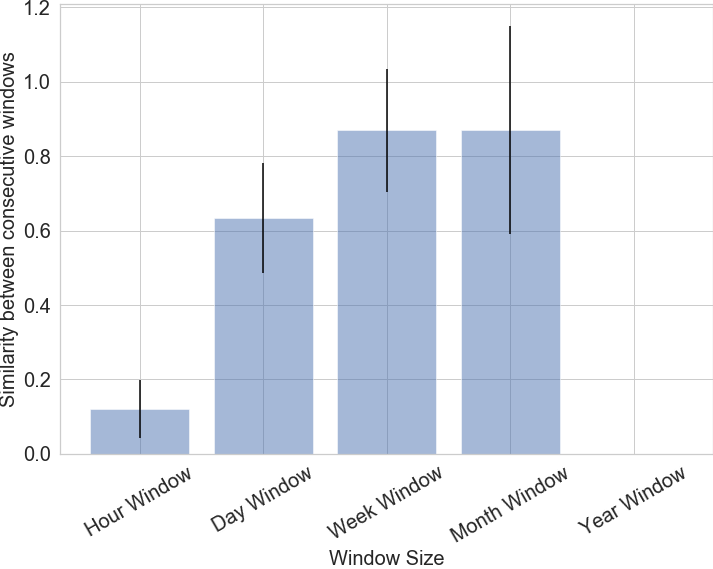 Similarity between consecutive windows
1.2
1.0
0.8
0.6
0.4
0.2
0.0
Hour Window
Day Window
Week Window
Month Window
Year Window
Window Size